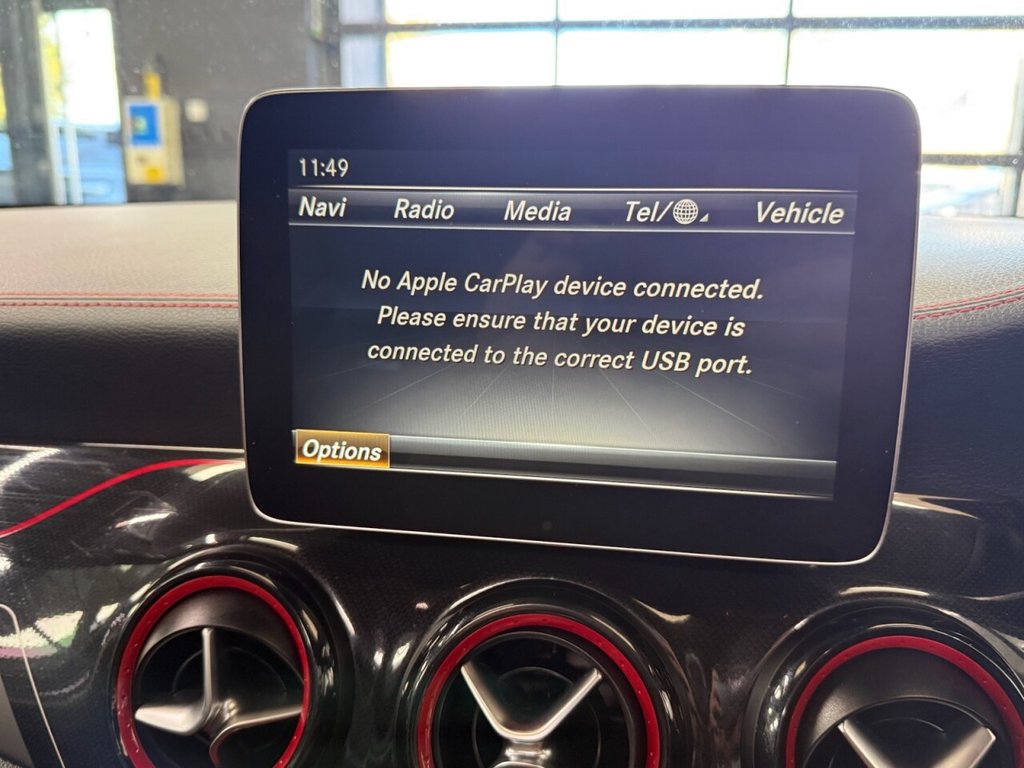 11:49
Navi Radio Media Tel/ Vehicle
No Apple CarPlay device connected.
Please ensure that your device is
connected to the correct USB port.
Options